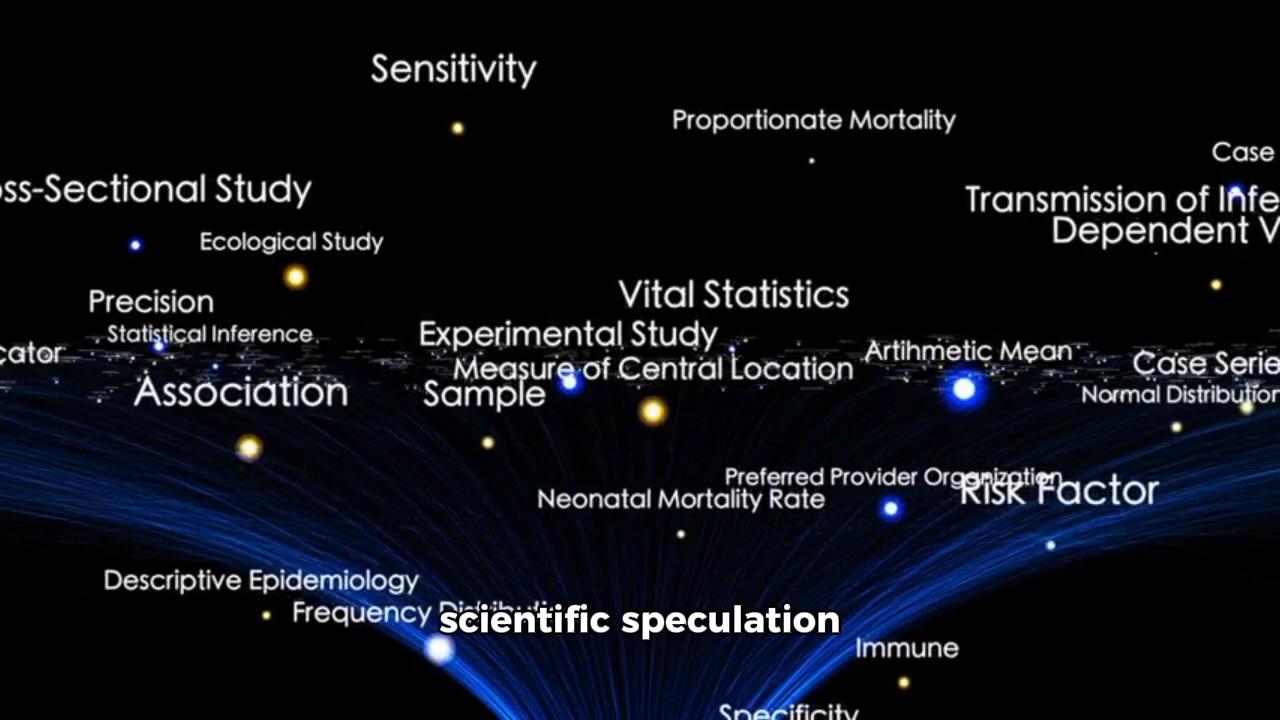 Sensitivity
Proportionate Mortality
Case
oss-Sectional Study
Transmission of Infe
Dependent V
Ecological Study
Vital Statistics
Precision
Statistical Inference
Experimental Study
cator
Artihmetic Mean
Measure of Central Location
Case Serie
Association
Sample
Normal Distribution
Preferred Provider Organization
Risk Factor
Neonatal Mortality Rate
Descriptive Epidemiology
Frequency
scientific speculation
Immune
Specificity